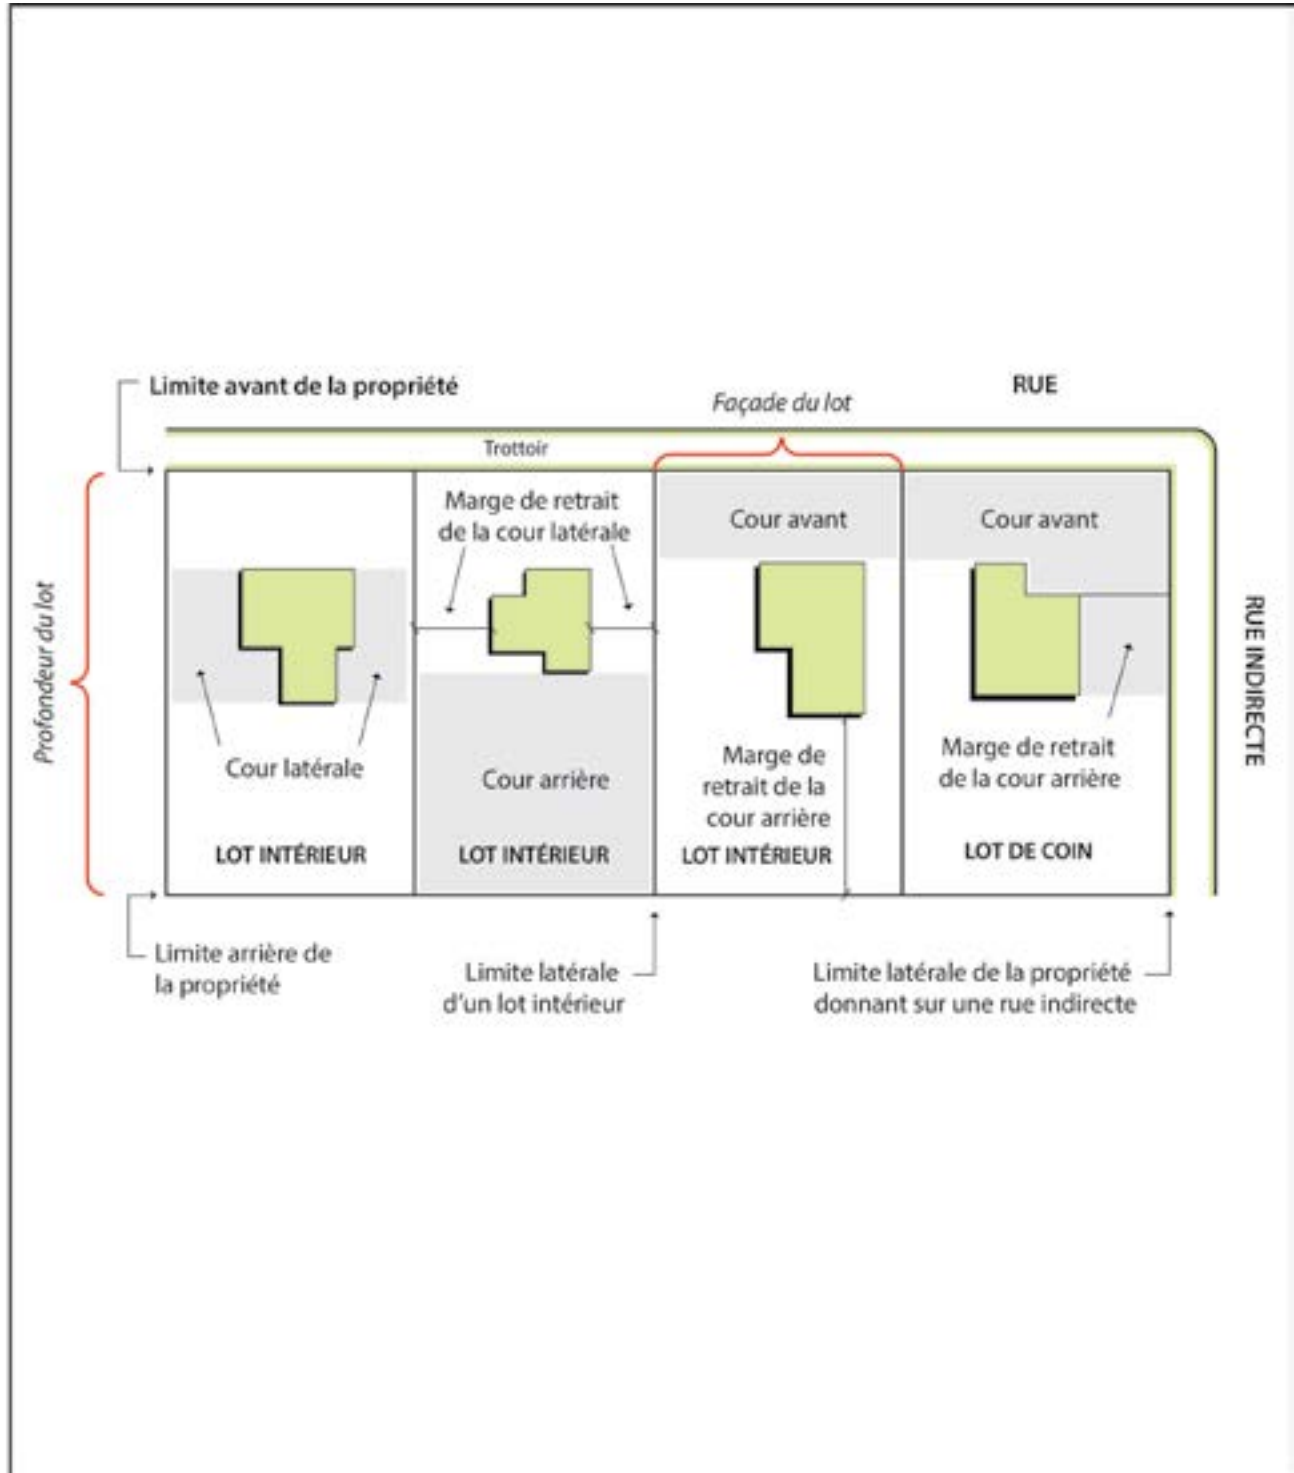 Limite avant de la propriété
Façade du lot
RUE
Trottoir
Marge de retrait
de la cour latérale
Cour avant
Cour avant
Profondeur du lot
RUE INDIRECTE
Cour latérale
Cour arrière
Marge de
retrait de la
cour arrière
Marge de retrait
de la cour arrière
LOT INTÉRIEUR
LOT INTÉRIEUR
LOT INTÉRIEUR
LOT DE COIN
Limite arrière de
la propriété
Limite latérale
d'un lot intérieur
Limite latérale de la propriété
donnant sur une rue indirecte